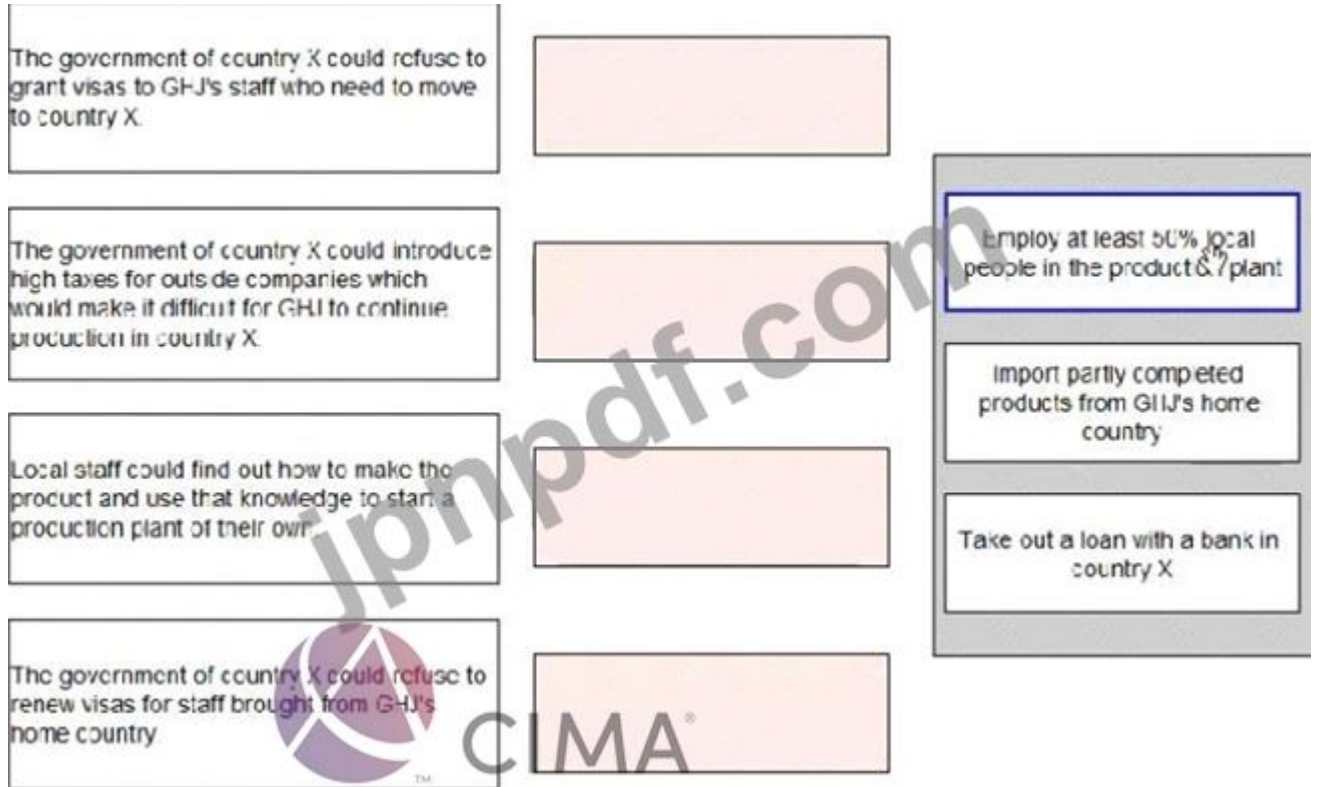 The government of country X could refuse to
grant visas to GHJ's staff who need to move
to country X.
The government of country X could introduce
high taxes for outside companies which
would make it difficult for GHJ to continue
production in country X.
Local staff could find out how to make the
product and use that knowledge to start a
production plant of their own.
The government of country X could refuse to
renew visas for staff brought from GHJ's
home country
Employ at least 50% local
people in the product plant
Import partly completed
products from GHJ's home
country
Take out a loan with a bank in
country X
jpnpdf.com
CIMA®
TM